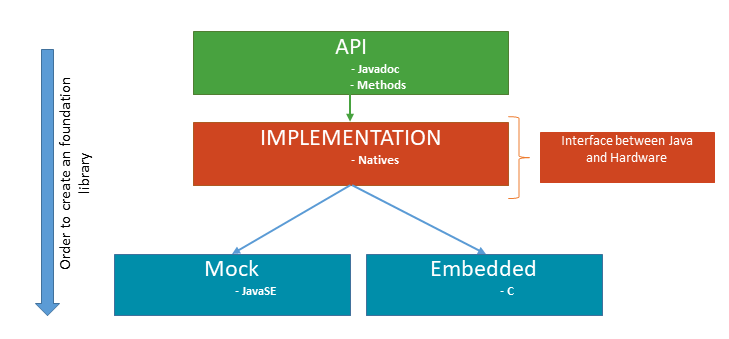 API
- Javadoc
- Methods
IMPLEMENTATION
- Natives
Interface between Java
and Hardware
Order to create an foundation
library
Mock
- JavaSE
Embedded
- C